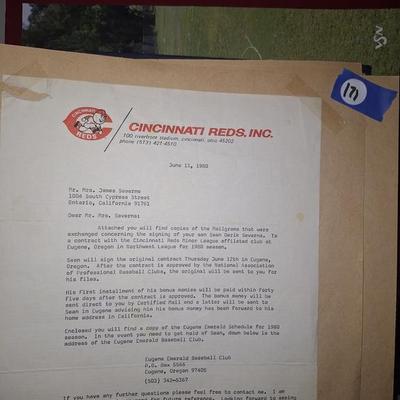 171
CINCINNATI
REDS
CINCINNATI REDS, INC.
100 riverfront stadium, cincinnati, ohio 45202
phone (513) 421-4510
June 11, 1980
Mr. Mrs. James Severns
1004 South Cypress Street
Ontario, California 91761
Dear Mr. Mrs. Severns:
Attached you will find copies of the Mailgrams that were
exchanged concerning the signing of your son Sean Derik Severns. To
a contract with the Cincinnati Reds Minor League affilated club at
Eugene, Oregon in Northwest League for 1980 season.
Sean will sign the original contract Thursday June 12th in Eugene,
Oregon. After the contract is approved by the National Association
of Professional Baseball Clubs, the original will be sent to you for
his files.
His First installment of his bonus monies will be paid within forty
five days after the contract is approved. The bonus money will be
sent direct to you by Certified Mail and a letter will be sent to
Sean in Eugene advising him his bonus money has been forward to his
home address in California.
Enclosed you will find a copy of the Eugene Emerald Schedule for 1980
season. In the event you need to get hold of Sean, down below is the
address of the Eugene Emerald Baseball Club.
Eugene Emerald Baseball Club
P.O. Box 5566
Eugene, Oregon 97405
(503) 342-5367
If you have any further questions please feel free to contact me. I am